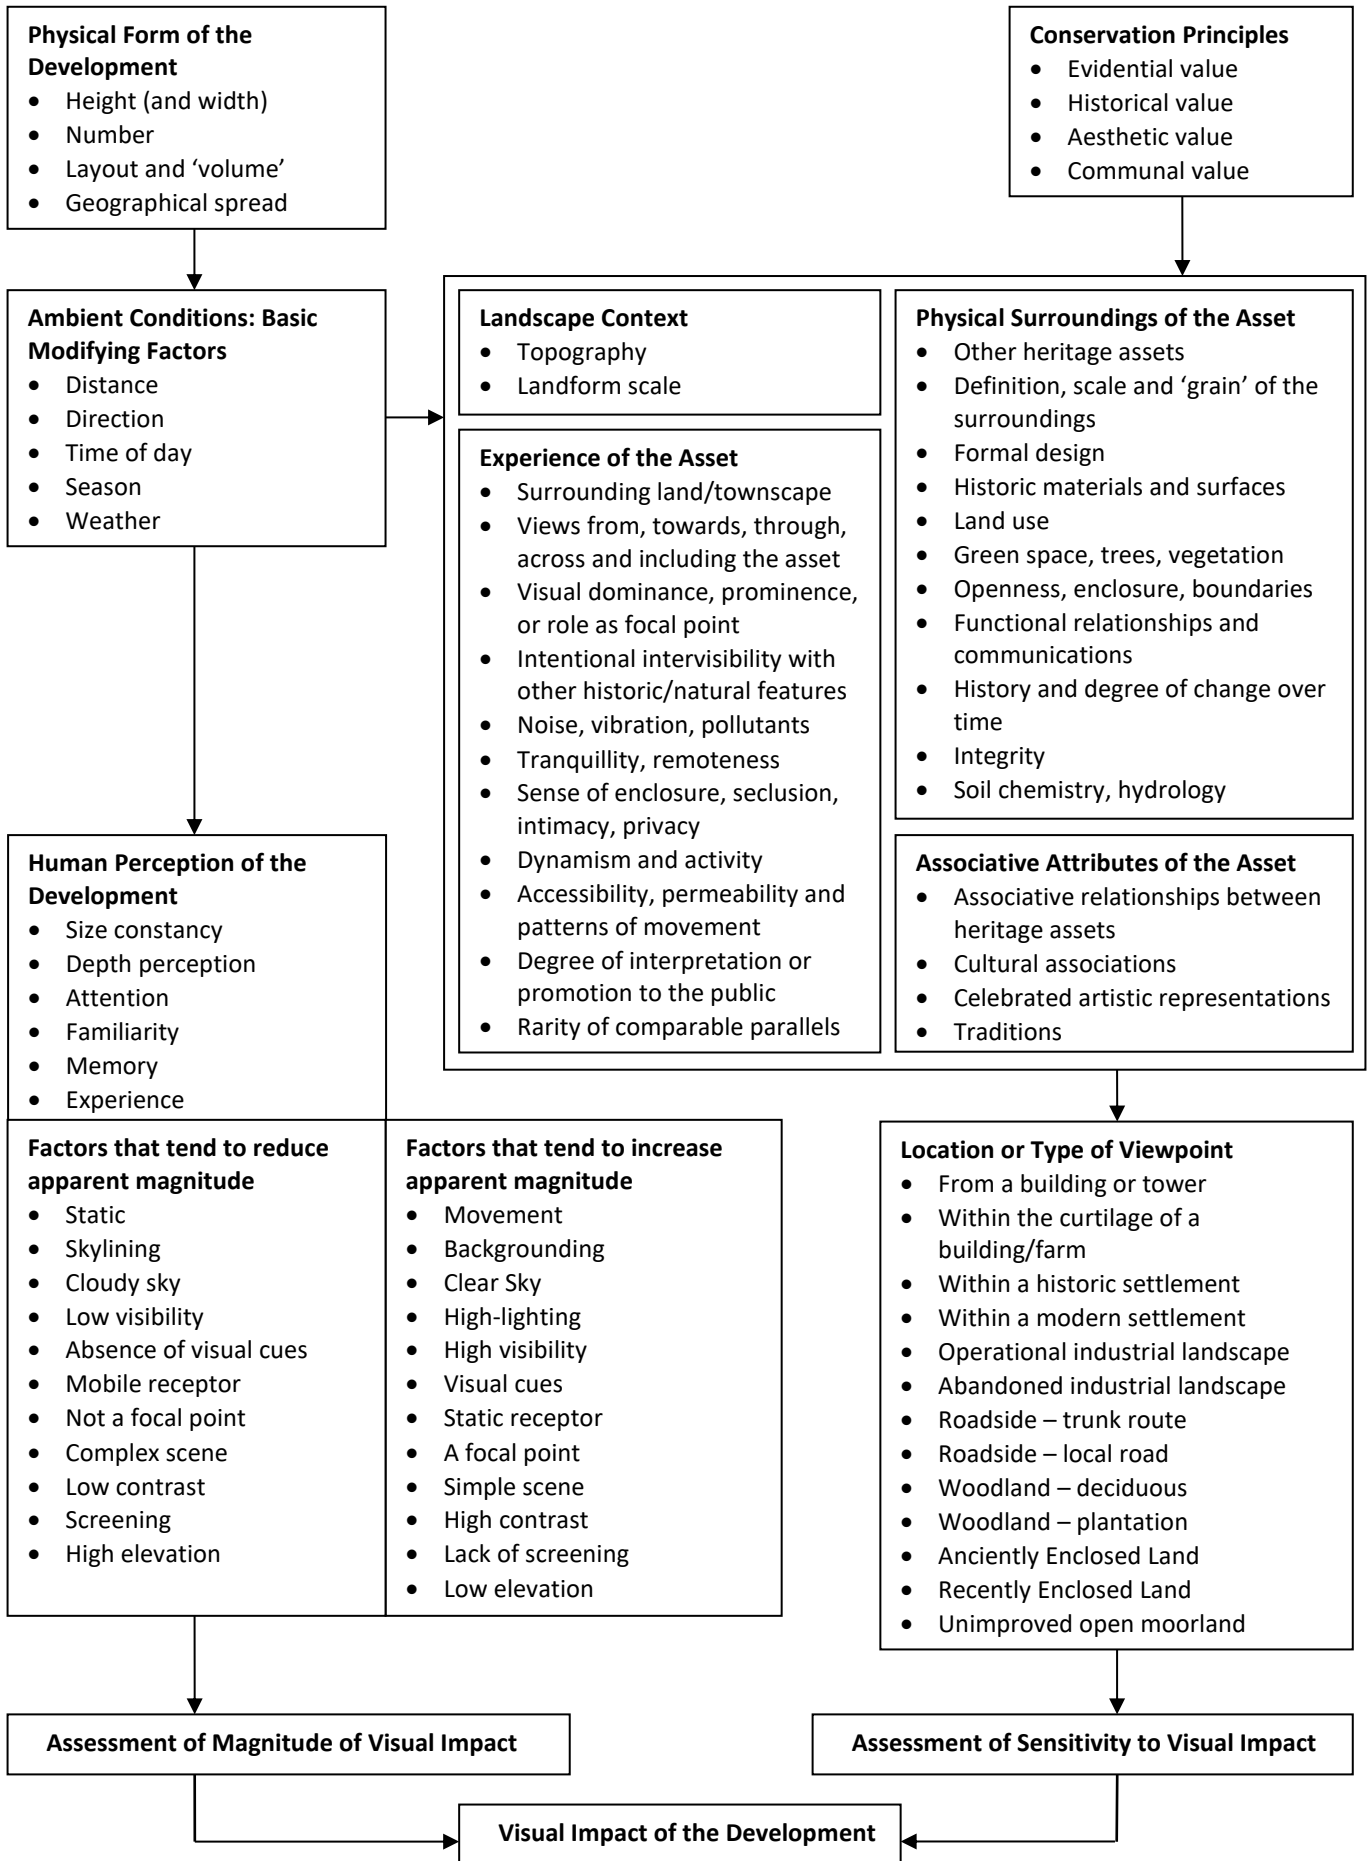 Physical Form of the
Development
• Height (and width)
• Number
• Layout and ‘volume’
• Geographical spread
Conservation Principles
• Evidential value
• Historical value
• Aesthetic value
• Communal value
Ambient Conditions: Basic
Modifying Factors
• Distance
• Direction
• Time of day
• Season
• Weather
Landscape Context
• Topography
• Landform scale
Experience of the Asset
• Surrounding land/townscape
• Views from, towards, through,
across and including the asset
• Visual dominance, prominence,
or role as focal point
• Intentional intervisibility with
other historic/natural features
• Noise, vibration, pollutants
• Tranquillity, remoteness
• Sense of enclosure, seclusion,
intimacy, privacy
• Dynamism and activity
• Accessibility, permeability and
patterns of movement
• Degree of interpretation or
promotion to the public
• Rarity of comparable parallels
Physical Surroundings of the Asset
• Other heritage assets
• Definition, scale and ‘grain’ of the
surroundings
• Formal design
• Historic materials and surfaces
• Land use
• Green space, trees, vegetation
• Openness, enclosure, boundaries
• Functional relationships and
communications
• History and degree of change over
time
• Integrity
• Soil chemistry, hydrology
Associative Attributes of the Asset
• Associative relationships between
heritage assets
• Cultural associations
• Celebrated artistic representations
• Traditions
Human Perception of the
Development
• Size constancy
• Depth perception
• Attention
• Familiarity
• Memory
• Experience
Factors that tend to reduce
apparent magnitude
• Static
• Skylining
• Cloudy sky
• Low visibility
• Absence of visual cues
• Mobile receptor
• Not a focal point
• Complex scene
• Low contrast
• Screening
• High elevation
Factors that tend to increase
apparent magnitude
• Movement
• Backgrounding
• Clear Sky
• High-lighting
• High visibility
• Visual cues
• Static receptor
• A focal point
• Simple scene
• High contrast
• Lack of screening
• Low elevation
Location or Type of Viewpoint
• From a building or tower
• Within the curtilage of a
building/farm
• Within a historic settlement
• Within a modern settlement
• Operational industrial landscape
• Abandoned industrial landscape
• Roadside – trunk route
• Roadside – local road
• Woodland – deciduous
• Woodland – plantation
• Anciently Enclosed Land
• Recently Enclosed Land
• Unimproved open moorland
Assessment of Magnitude of Visual Impact
Assessment of Sensitivity to Visual Impact
Visual Impact of the Development